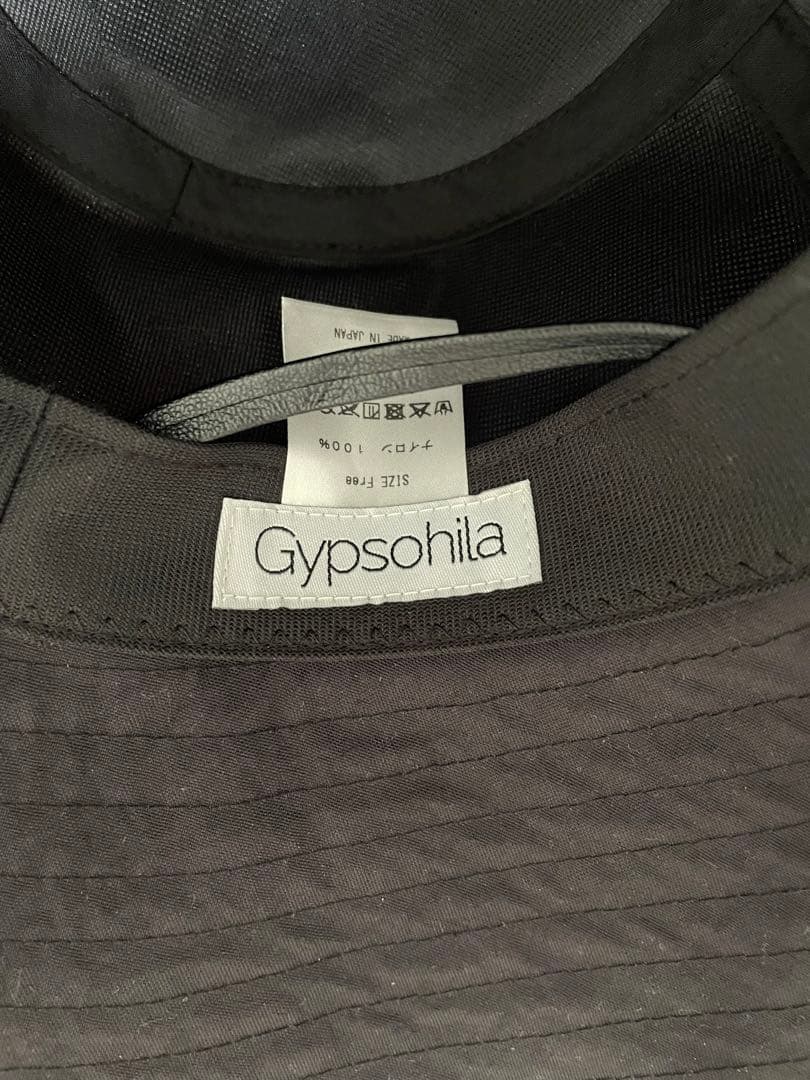 Gypsohila
SIZE Free
ナイロン 100%
MADE IN JAPAN